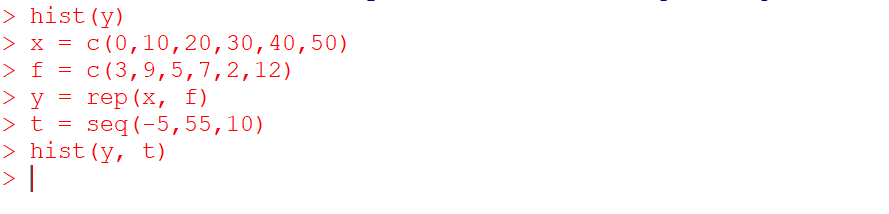 > hist(y)
> x = c(0,10,20,30,40,50)
> f = c(3,9,5,7,2,12)
> y = rep(x, f)
> t = seq(-5,55,10)
> hist(y, t)
>